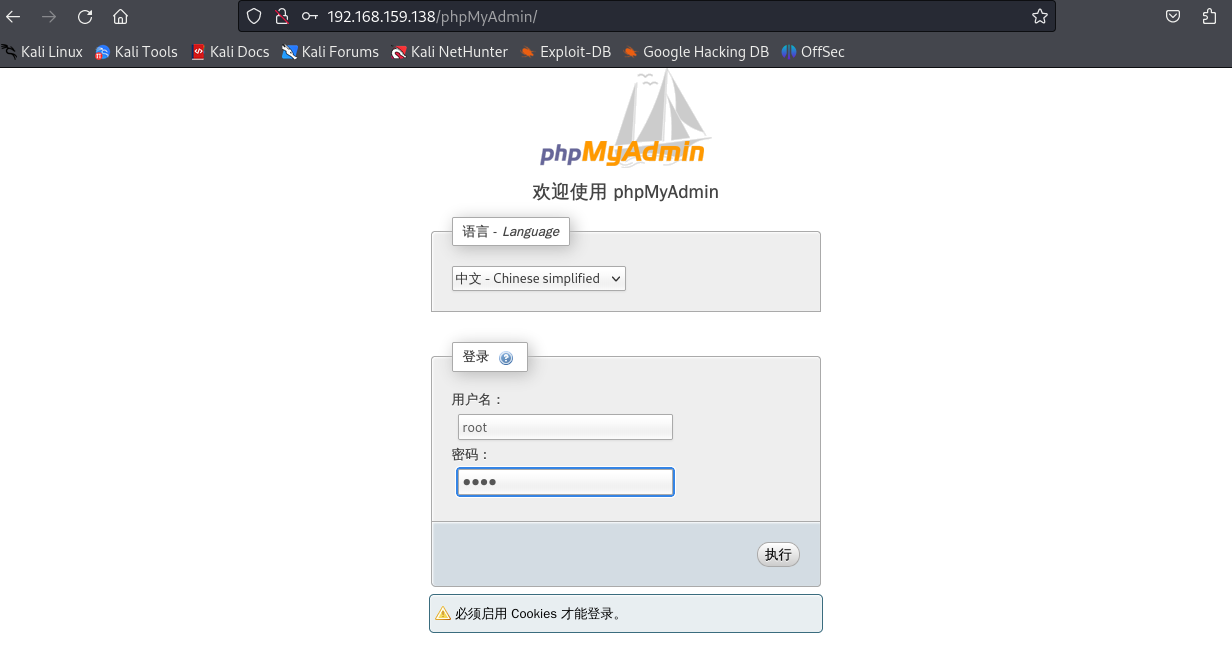 192.168.159.138/phpMyAdmin/
Kali Linux Kali Tools Kali Docs Kali Forums Kali NetHunter Exploit-DB Google Hacking DB OffSec
phpMyAdmin
欢迎使用 phpMyAdmin
语言 - Language
中文 - Chinese simplified
登录
用户名：
root
密码：
••••
执行
必须启用 Cookies 才能登录。